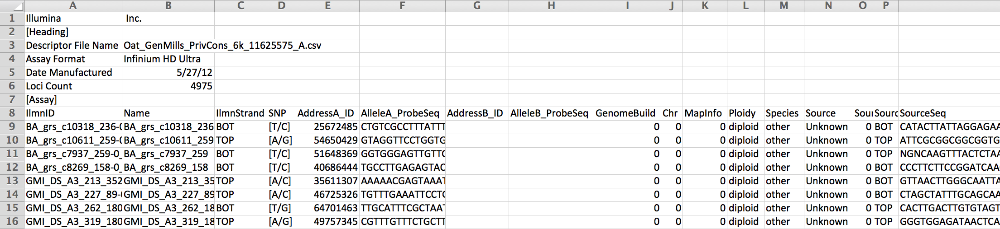 A B C D E F G H I J K L M N O P
1 Illumina Inc.
2 [Heading]
3 Descriptor File Name Oat_GenMills_PrivCons_6k_11625575_A.csv
4 Assay Format Infinium HD Ultra
5 Date Manufactured 5/27/12
6 Loci Count 4975
7 [Assay]
8 IlmnID Name IlmnStrand SNP AddressA_ID AlleleA_ProbeSeq AddressB_ID AlleleB_ProbeSeq GenomeBuild Chr MapInfo Ploidy Species Source Sou Sourc SourceSeq
9 BA_grs_c10318_236-0 BA_grs_c10318_236 BOT [T/C] 25672485 CTGTCGCCTTTATTT 0 0 0 diploid other Unknown 0 BOT CATACTTATTAGGAGAA
10 BA_grs_c10611_259-0 BA_grs_c10611_259 TOP [A/G] 54650429 GTAGGTTCCTGGTG 0 0 0 diploid other Unknown 0 TOP ATTCGCGGCGGCGGTG
11 BA_grs_c7937_259-0_ BA_grs_c7937_259 BOT [T/C] 51648369 GGTGGGAGTTGTTG 0 0 0 diploid other Unknown 0 TOP NGNCAAGTTTACTCTAA
12 BA_grs_c8269_158-0_ BA_grs_c8269_158 BOT [T/C] 40686444 TGCCTTGAGAGTAC 0 0 0 diploid other Unknown 0 BOT CCCTTCTTCCGGATCAA
13 GMI_DS_A3_213_352 GMI_DS_A3_213_35 TOP [A/C] 35611307 AAAAACGAGTAAAT 0 0 0 diploid other Unknown 0 BOT GTTAACTTGGGCAATTA
14 GMI_DS_A3_227_89- GMI_DS_A3_227_89 TOP [A/C] 46725326 TGTTTGAAATTCCT 0 0 0 diploid other Unknown 0 BOT CTAGCTATTTGCAGCAA
15 GMI_DS_A3_262_180 GMI_DS_A3_262_18 BOT [T/G] 64701463 TTGCATTTCGCTAAT 0 0 0 diploid other Unknown 0 TOP CACTTGACTTGTGTAGT
16 GMI_DS_A3_319_180 GMI_DS_A3_319_18 TOP [A/G] 49757345 CGTTTGTTTCTGCTT 0 0 0 diploid other Unknown 0 TOP GGGTGGAGATAACTCA